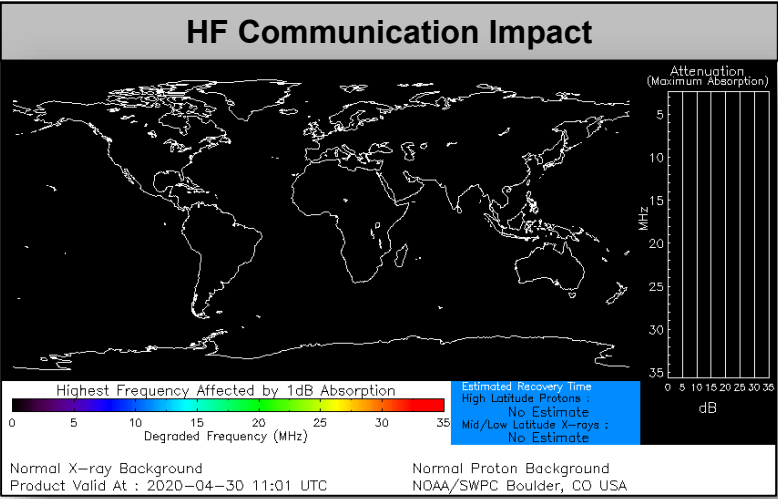 HF Communication Impact
Attenuation
(Maximum Absorption)
5
10
15
20
25
30
35
MHz
0 5 10 15 20 25 30 35
dB
Highest Frequency Affected by 1dB Absorption
0 5 10 15 20 25 30 35
Degraded Frequency (MHz)
Estimated Recovery Time
High Latitude Protons :
No Estimate
Mid/Low Latitude X-rays :
No Estimate
Normal X-ray Background
Normal Proton Background
Product Valid At : 2020-04-30 11:01 UTC
NOAA/SWPC Boulder, CO USA